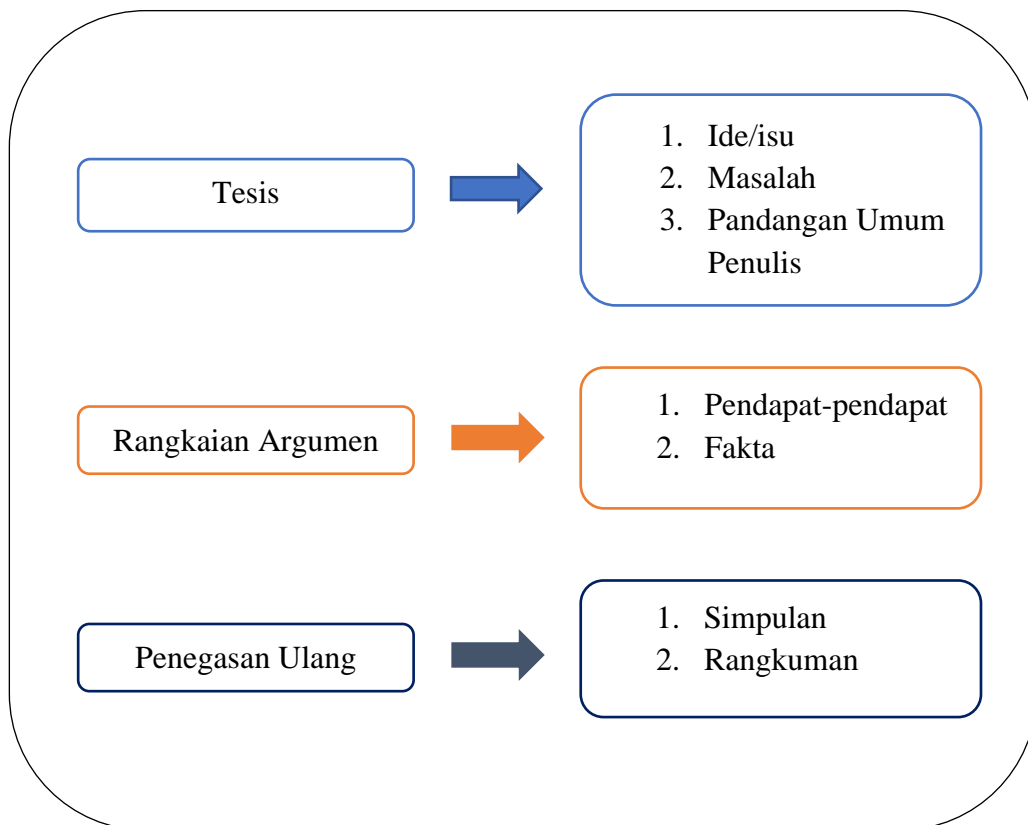 Tesis
1. Ide/isu
2. Masalah
3. Pandangan Umum
Penulis
Rangkaian Argumen
1. Pendapat-pendapat
2. Fakta
Penegasan Ulang
1. Simpulan
2. Rangkuman